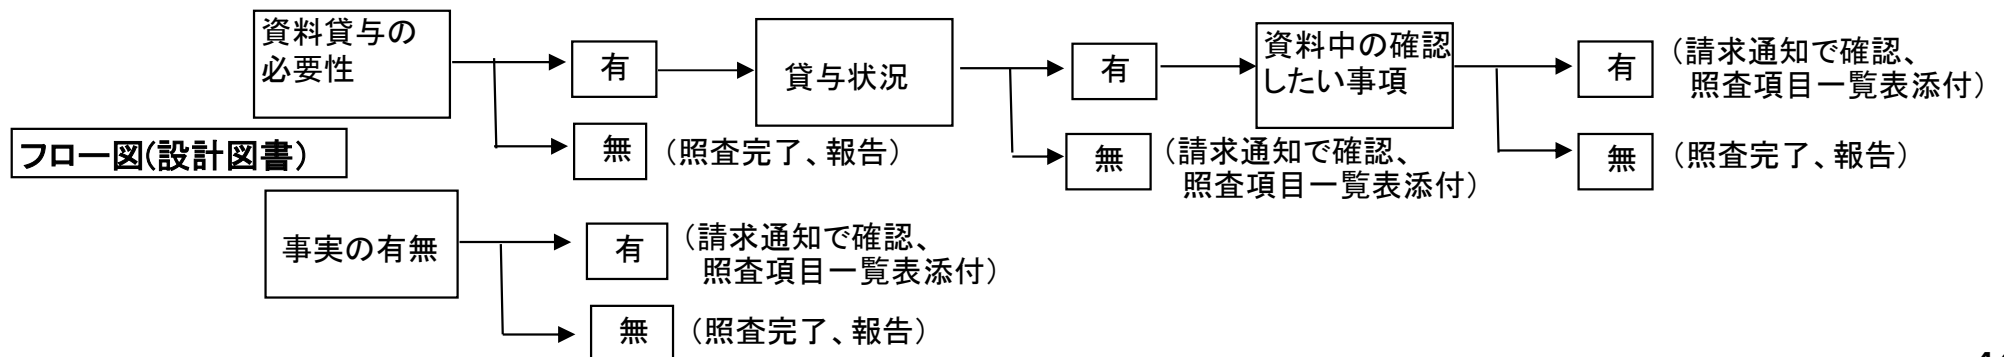 資料貸与の
必要性
有
無
（照査完了、報告）
貸与状況
有
無
（請求通知で確認、
照査項目一覧表添付）
資料中の確認
したい事項
有
（請求通知で確認、
照査項目一覧表添付）
無
（照査完了、報告）
フロー図(設計図書）
事実の有無
有
（請求通知で確認、
照査項目一覧表添付）
無
（照査完了、報告）